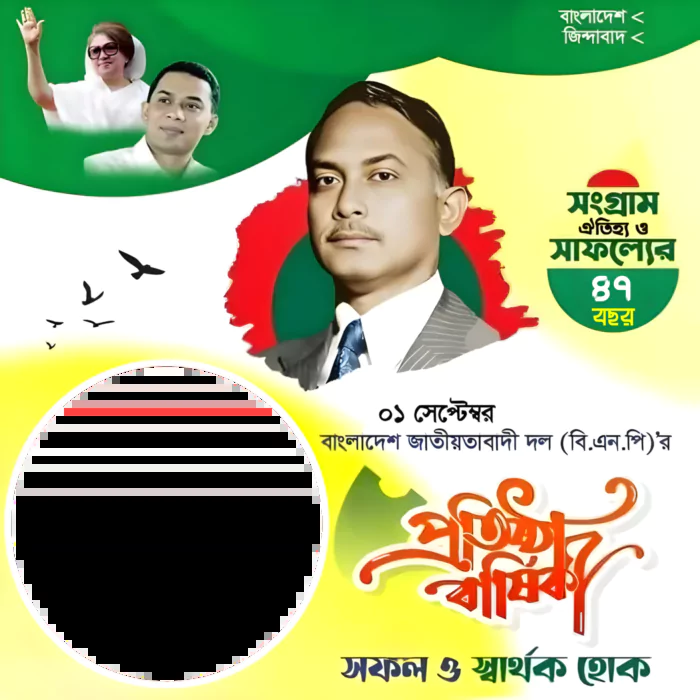 বাংলাদেশ <
জিন্দাবাদ <
সংগ্রাম
ঐতিহ্য ও
সাফল্যের
৪৭
বছর
০১ সেপ্টেম্বর
বাংলাদেশ জাতীয়তাবাদী দল (বি.এন.পি)'র
প্রতিষ্ঠার
বার্ষিকী
সফল ও স্বার্থক হোক